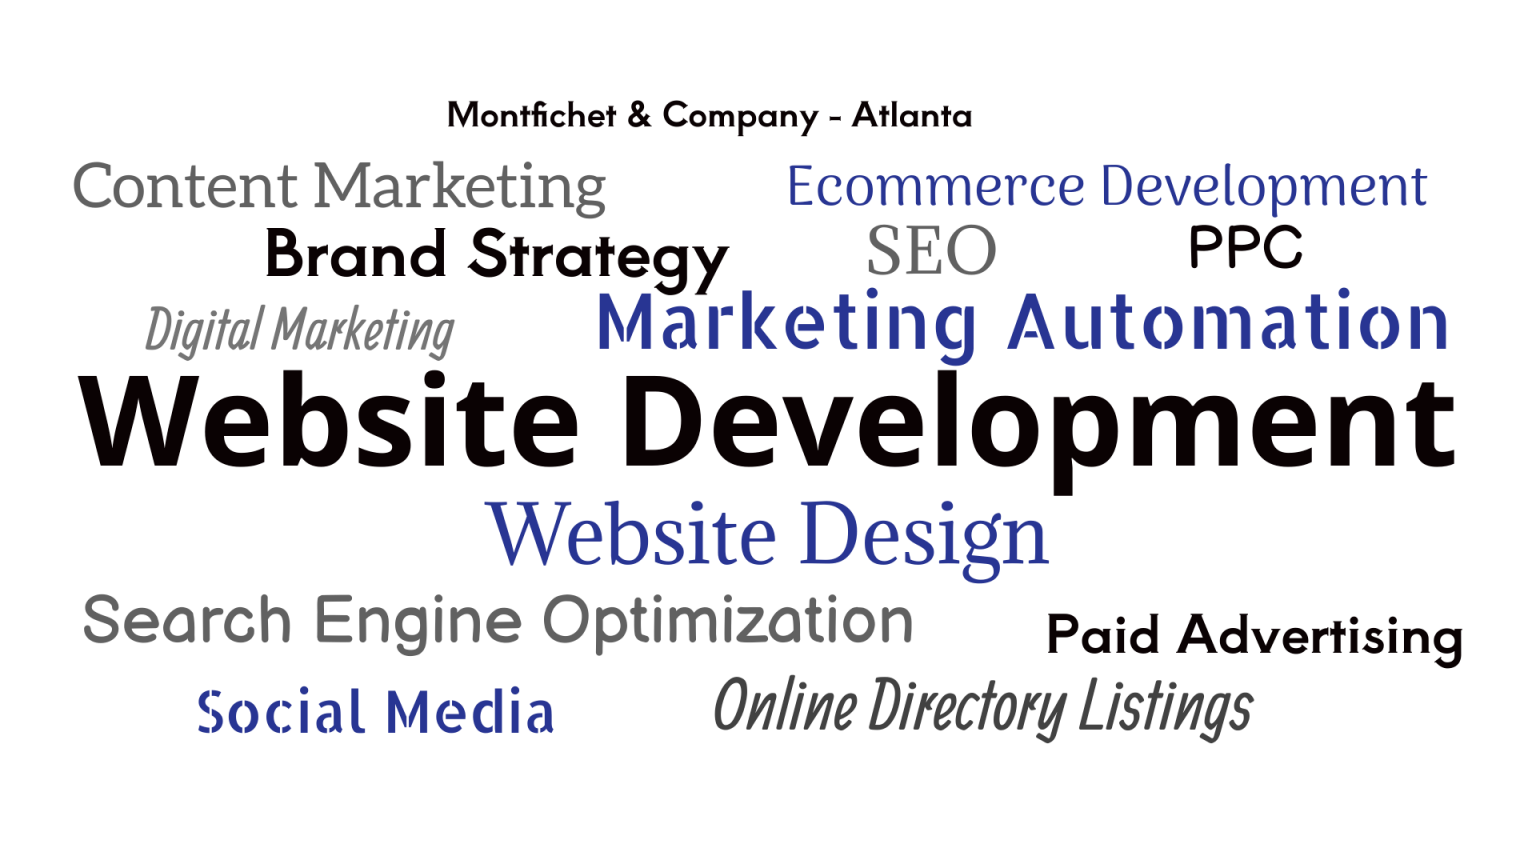 Montfichet & Company - Atlanta
Content Marketing
Ecommerce Development
Brand Strategy
SEO
PPC
Digital Marketing
Marketing Automation
Website Development
Website Design
Search Engine Optimization
Paid Advertising
Social Media
Online Directory Listings